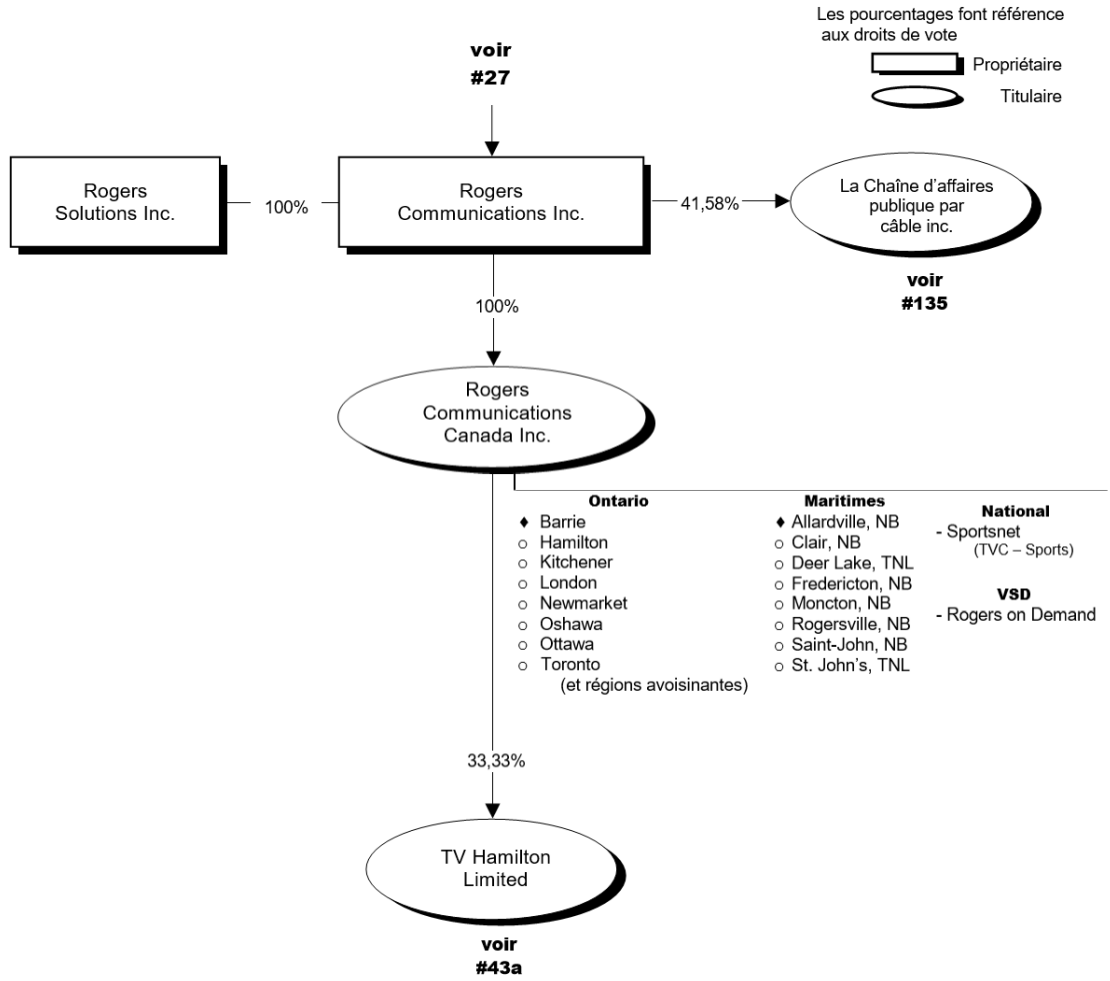 Les pourcentages font référence
aux droits de vote
Propriétaire
Titulaire
voir
#27
Rogers
Solutions Inc.
100%
Rogers
Communications Inc.
41,58%
La Chaîne d'affaires
publique par
câble inc.
voir
#135
100%
Rogers
Communications
Canada Inc.
Ontario
♦ Barrie
○ Hamilton
○ Kitchener
○ London
○ Newmarket
○ Oshawa
○ Ottawa
○ Toronto
(et régions avoisinantes)
Maritimes
♦ Allardville, NB
○ Clair, NB
○ Deer Lake, TNL
○ Fredericton, NB
○ Moncton, NB
○ Rogersville, NB
○ Saint-John, NB
○ St. John's, TNL
National
- Sportsnet
(TVC – Sports)
VSD
- Rogers on Demand
33,33%
TV Hamilton
Limited
voir
#43a